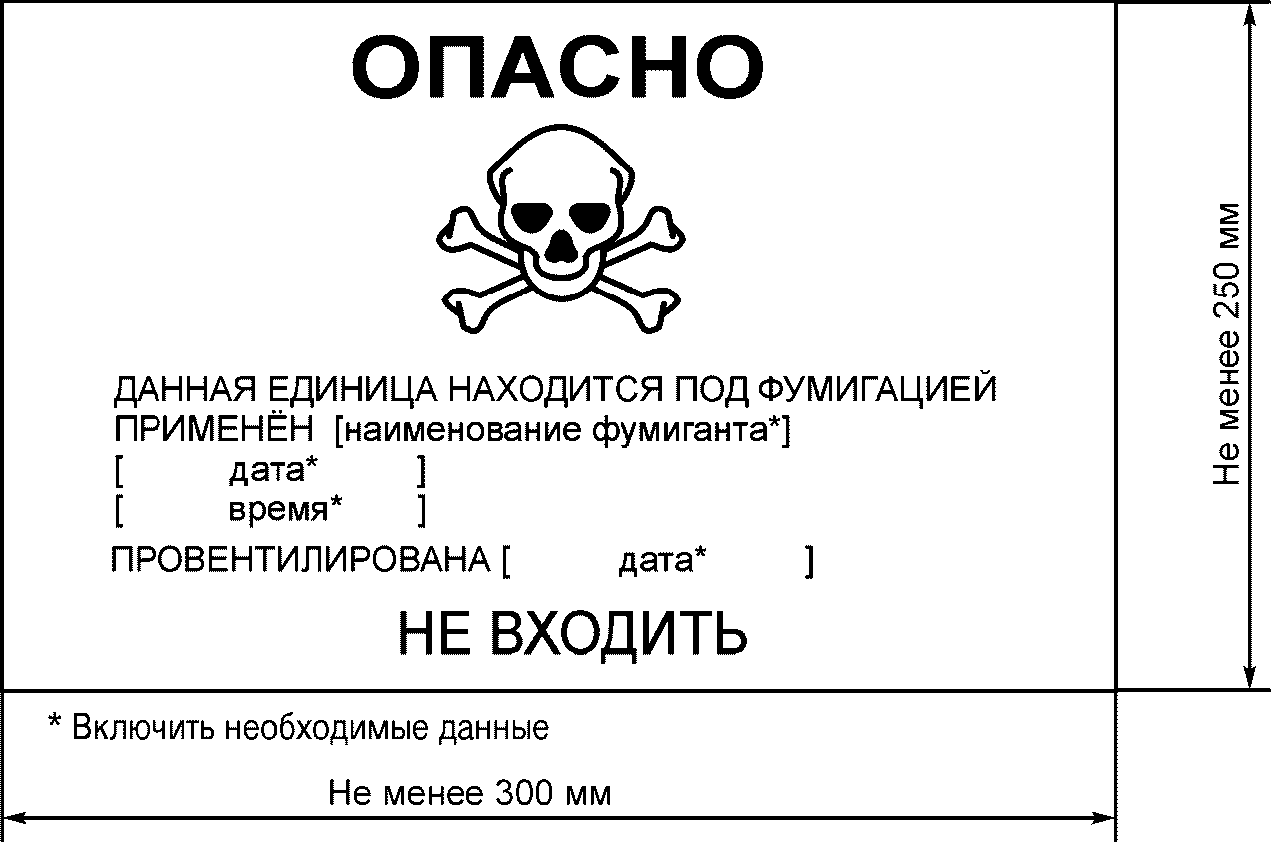 ОПАСНО
ДАННАЯ ЕДИНИЦА НАХОДИТСЯ ПОД ФУМИГАЦИЕЙ
ПРИМЕНЁН [наименование фумиганта*]
[ дата* ]
[ время* ]
ПРОВЕНТИЛИРОВАНА [ дата* ]
НЕ ВХОДИТЬ
* Включить необходимые данные
Не менее 300 мм
Не менее 250 мм